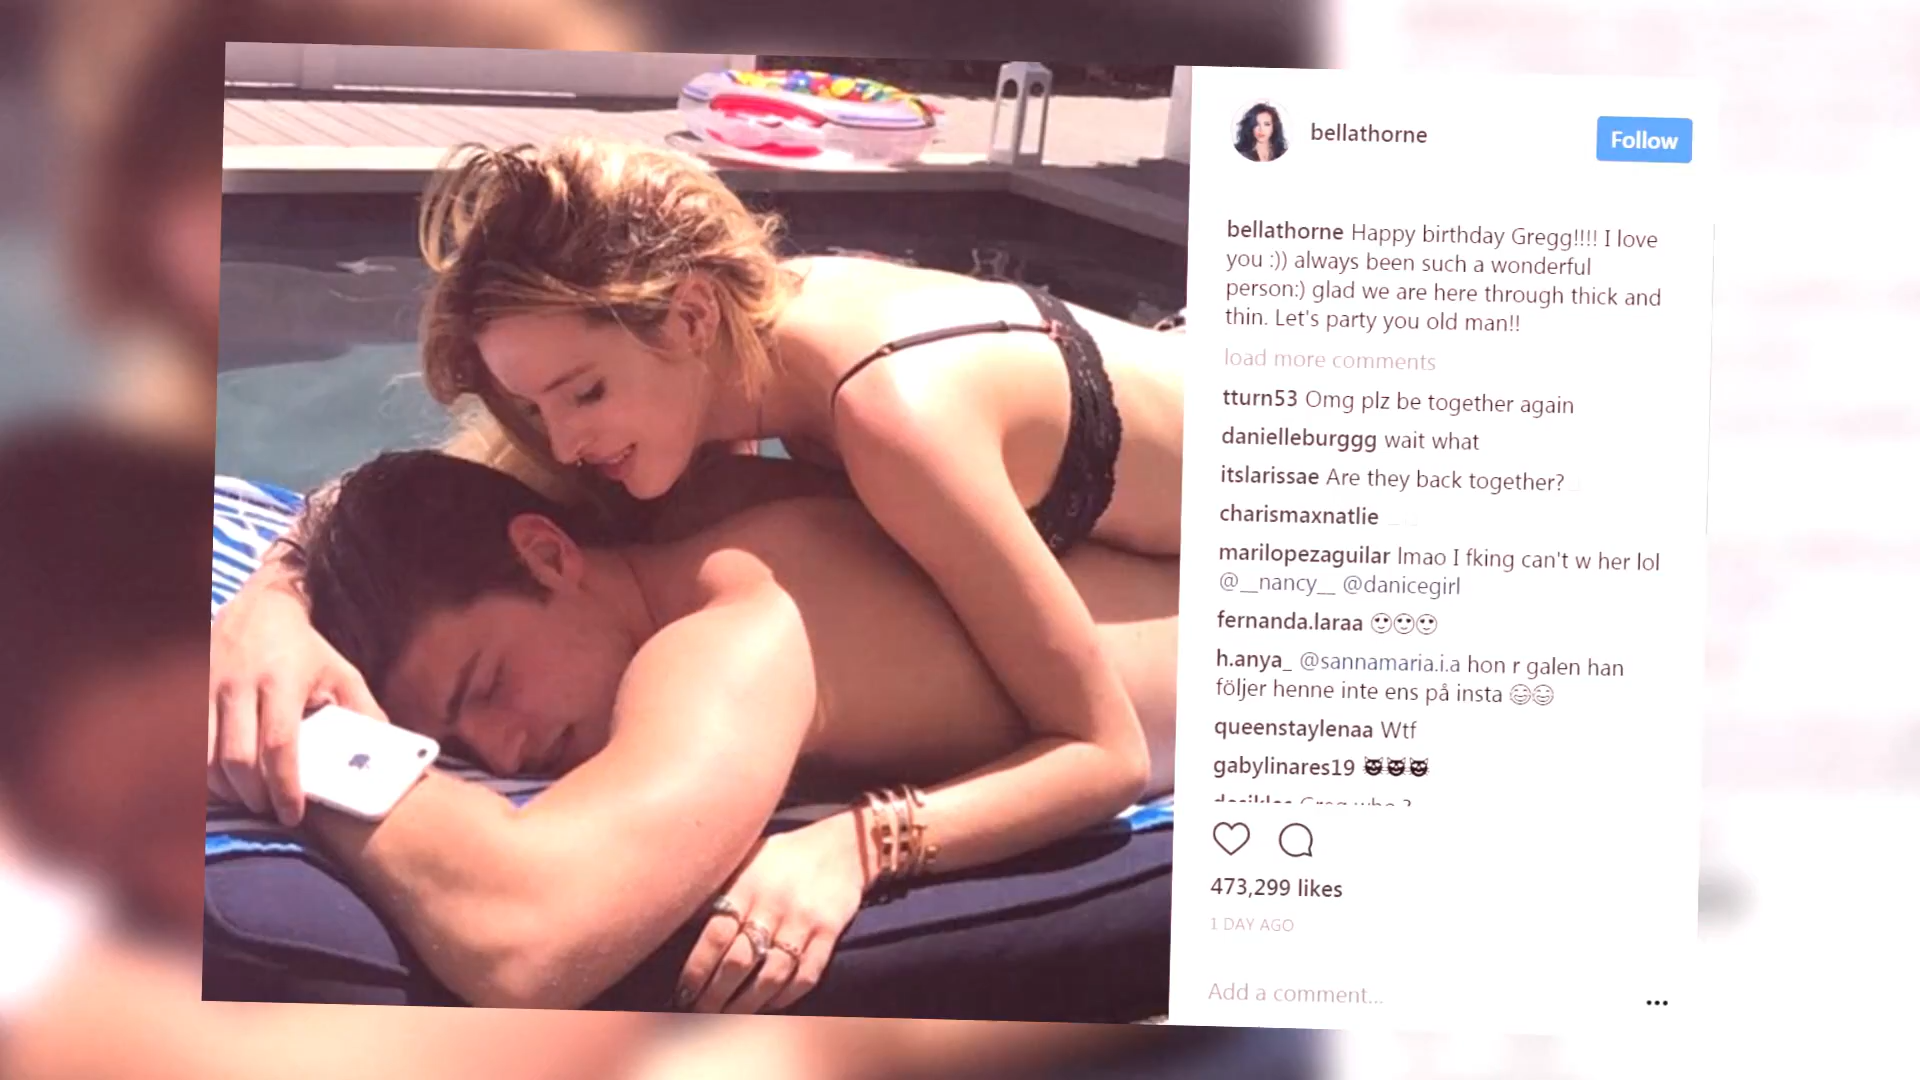 bellathorne
Follow
bellathorne Happy birthday Gregg!!!! I love
you :)) always been such a wonderful
person:) glad we are here through thick and
thin. Let's party you old man!!
load more comments
tturn53 Omg plz be together again
danielleburggg wait what
itslarissae Are they back together?
charismaxnatlie
marilopezaguilar lmao I fking can't w her lol
@__nancy__ @danicegirl
fernanda.laraa
h.anya_ @sannamaria.i.a hon r galen han
följer henne inte ens på insta
queenstaylenaa Wtf
gabylinares19
473,299 likes
1 DAY AGO
Add a comment...